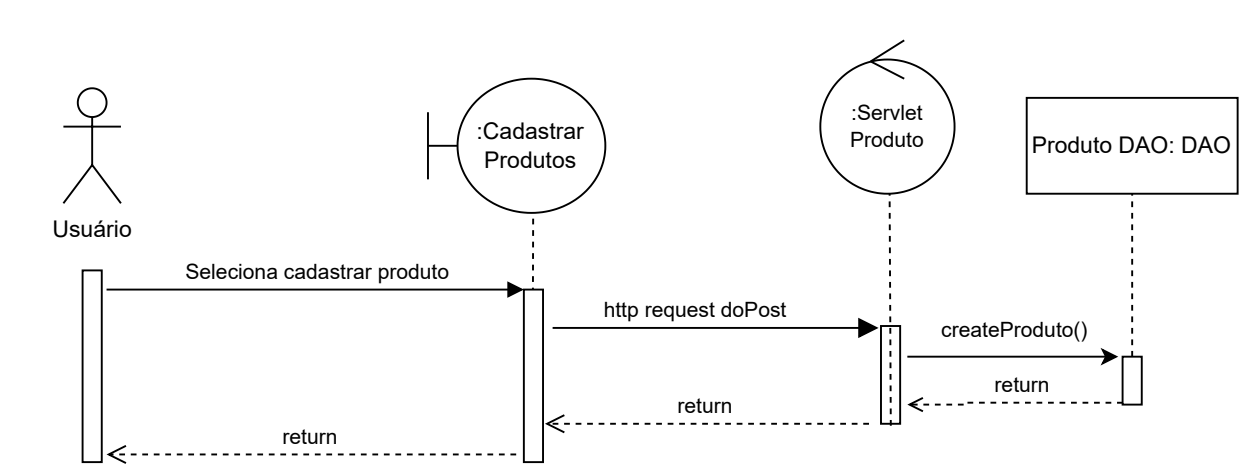 :Cadastrar
Produtos
:Servlet
Produto
Produto DAO: DAO
Usuário
Seleciona cadastrar produto
http request doPost
createProduto()
return
return
return